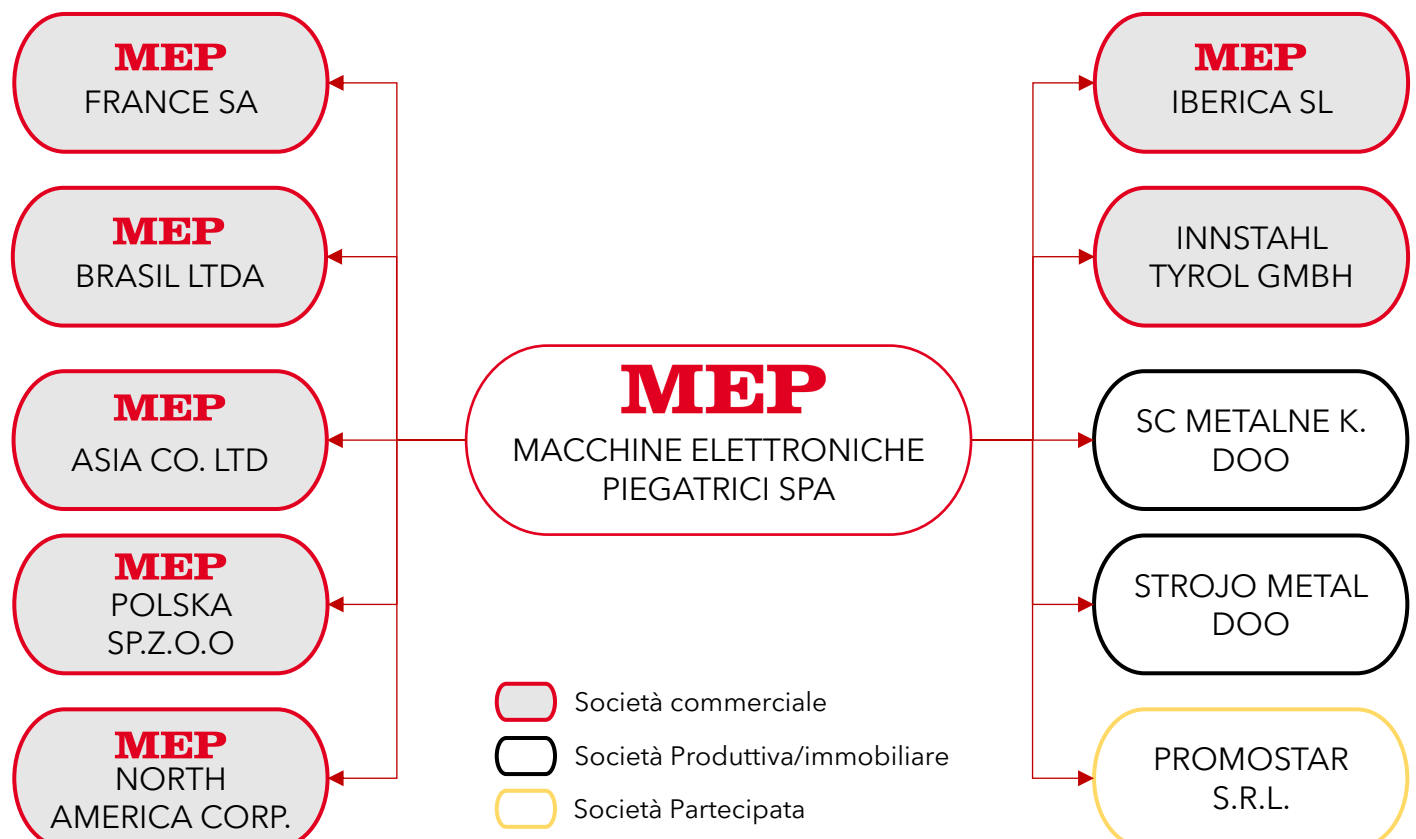 MEP
FRANCE SA
MEP
BRASIL LTDA
MEP
ASIA CO. LTD
MEP
POLSKA
SP.Z.O.O
MEP
NORTH
AMERICA CORP.
MEP
MACCHINE ELETTRONICHE
PIEGATRICI SPA
Società commerciale
Società Produttiva/immobiliare
Società Partecipata
MEP
IBERICA SL
INNSTAHL
TYROL GMBH
SC METALNE K.
DOO
STROJO METAL
DOO
PROMOSTAR
S.R.L.